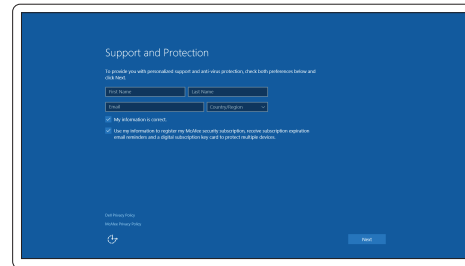 Support and Protection
To provide you with personalized support and anti-virus protection, check both preferences below and
click Next.
First Name Last Name
Email Country/Region
My information is correct.
Use my information to register my McAfee security subscription, receive subscription expiration
email reminders and a digital subscription key card to protect multiple devices.
Dell Privacy Policy
McAfee Privacy Policy
Next